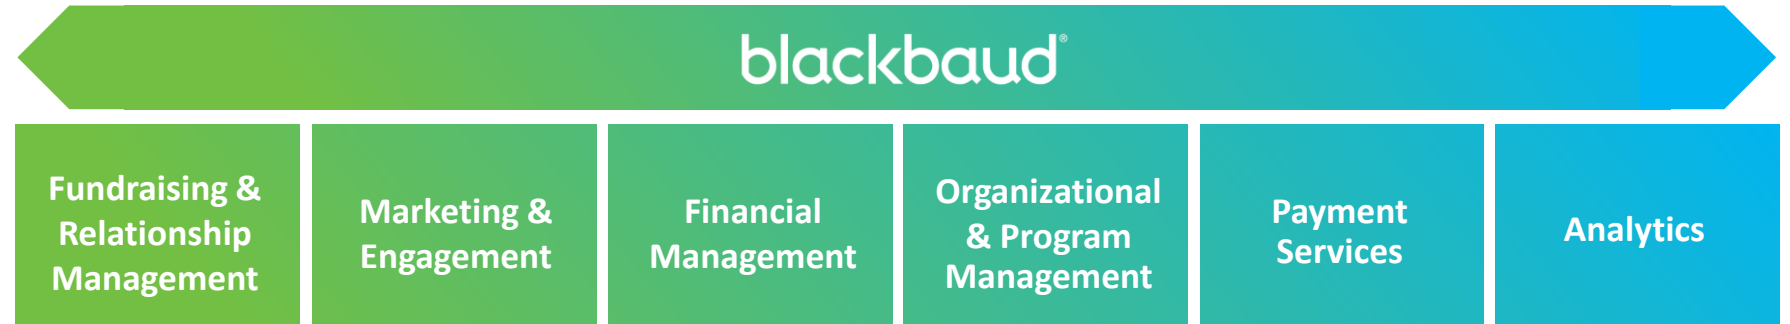 blackbaud®
Fundraising &
Relationship
Management
Marketing &
Engagement
Financial
Management
Organizational
& Program
Management
Payment
Services
Analytics